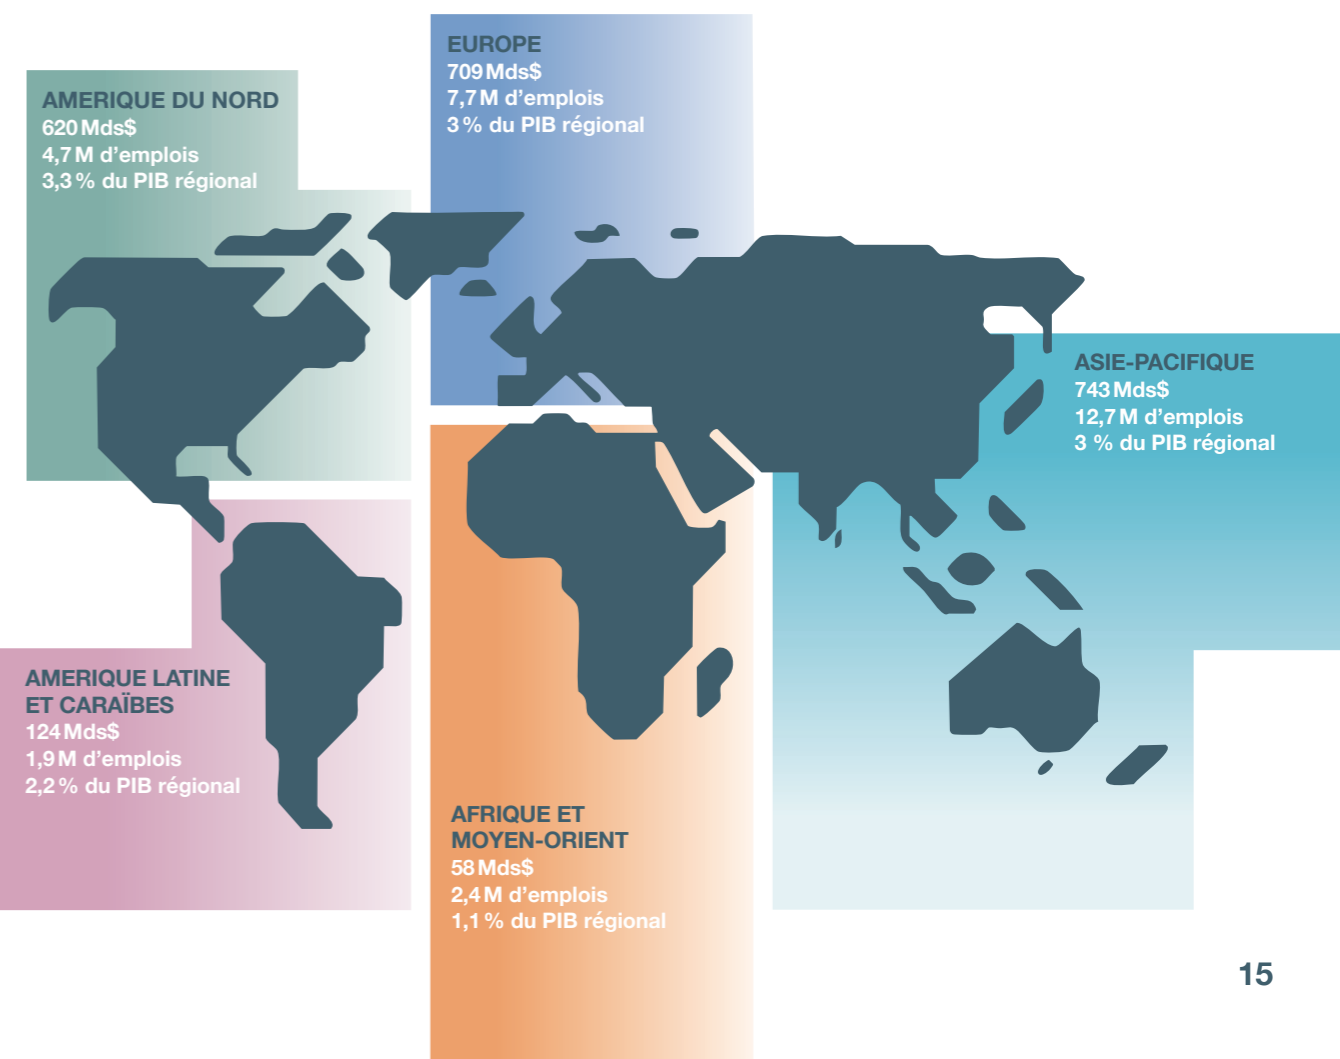 EUROPE
709 Mds$
7,7 M d’emplois
3 % du PIB régional
AMERIQUE DU NORD
620 Mds$
4,7 M d’emplois
3,3 % du PIB régional
ASIE-PACIFIQUE
743 Mds$
12,7 M d’emplois
3 % du PIB régional
AMERIQUE LATINE
ET CARAÏBES
124 Mds$
1,9 M d’emplois
2,2 % du PIB régional
AFRIQUE ET
MOYEN-ORIENT
58 Mds$
2,4 M d’emplois
1,1 % du PIB régional
15